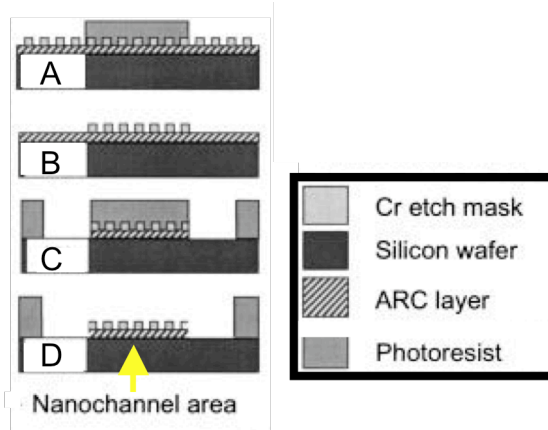 A
B
C
D
Nanochannel area
Cr etch mask
Silicon wafer
ARC layer
Photoresist